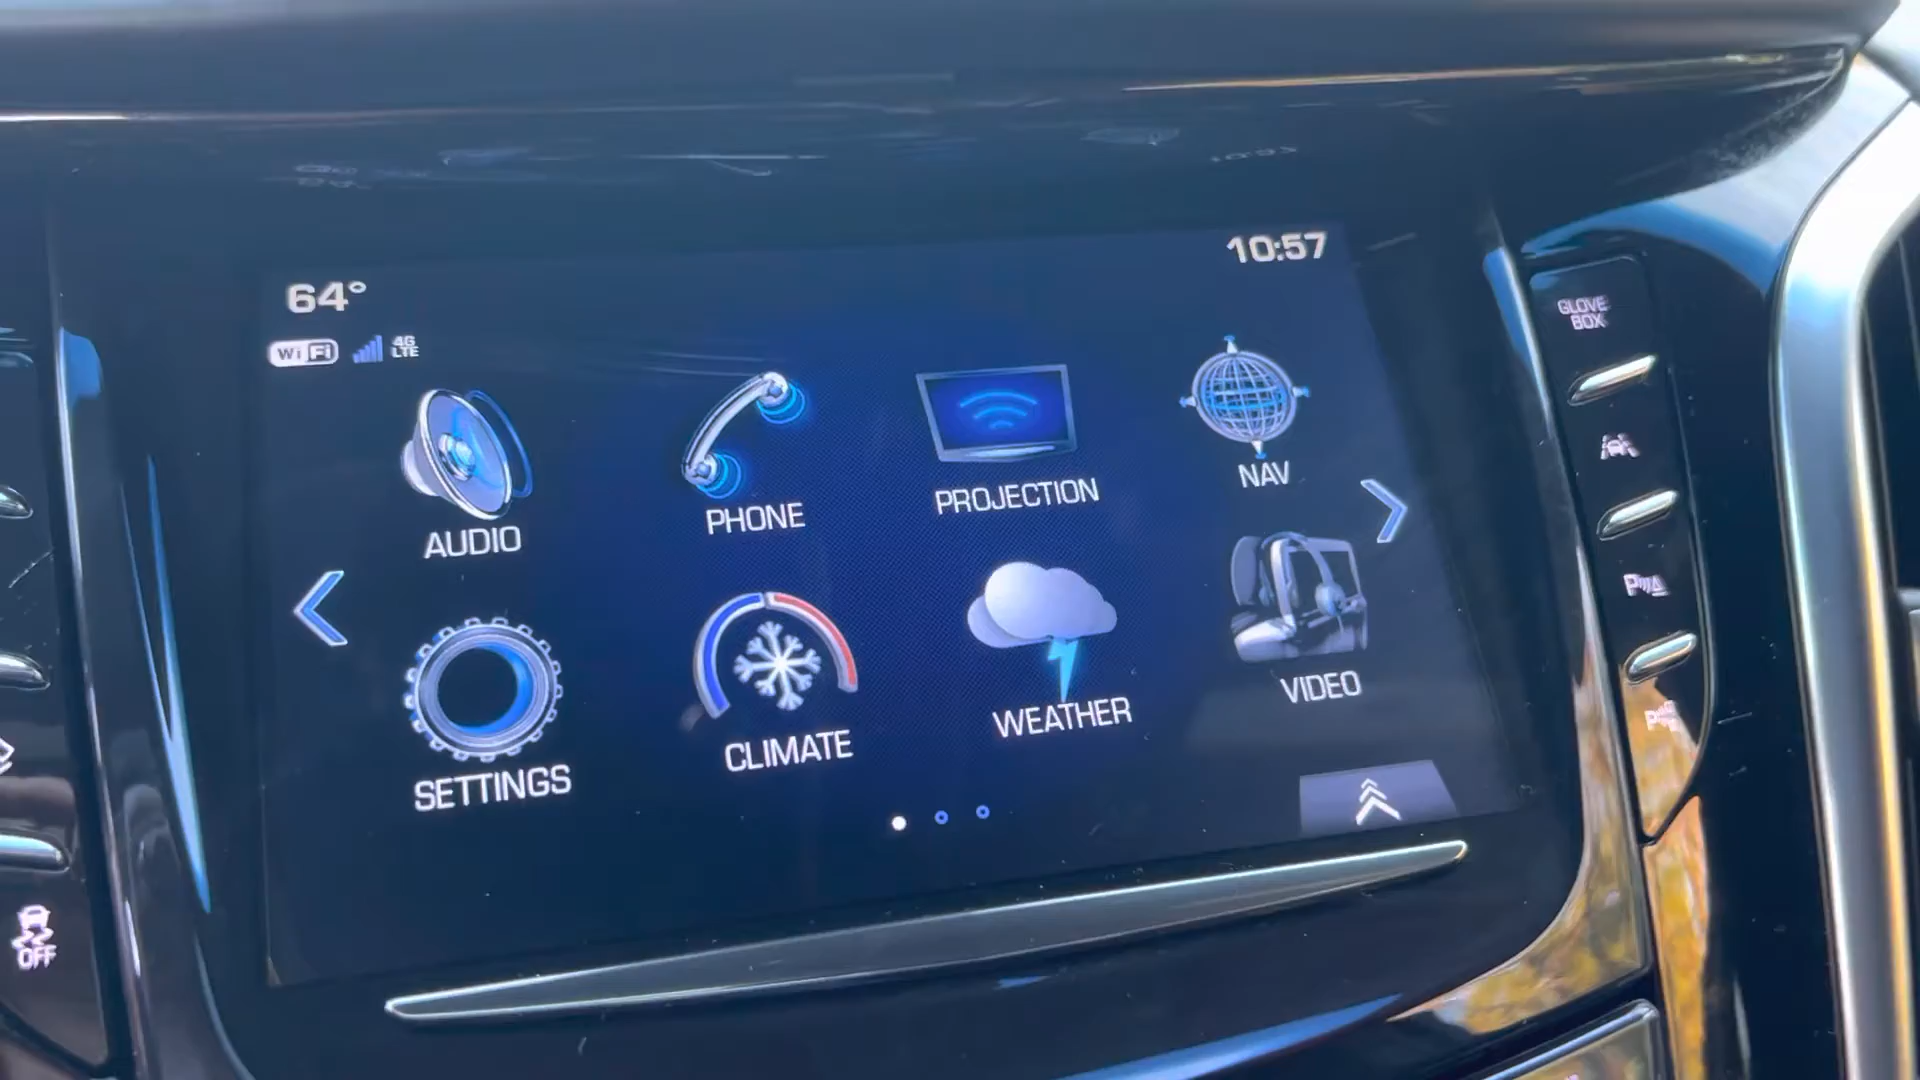 10:57
64°
WiFi 4G LTE
AUDIO
PHONE
PROJECTION
NAV
SETTINGS
CLIMATE
WEATHER
VIDEO
GLOVE
BOX
OFF